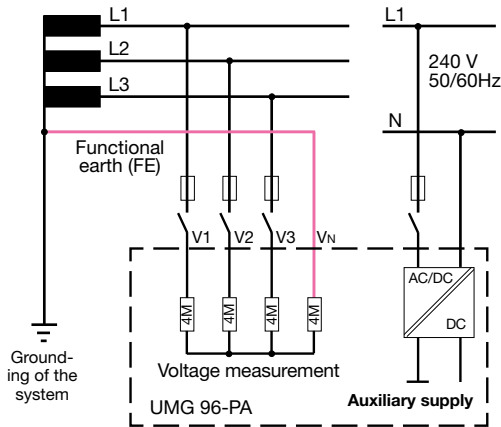 L1
L2
L3
L1
240 V
50/60Hz
N
Functional
earth (FE)
V1
V2
V3
VN
4M
4M
4M
4M
AC/DC
DC
Ground-
ing of the
system
Voltage measurement
UMG 96-PA
Auxiliary supply